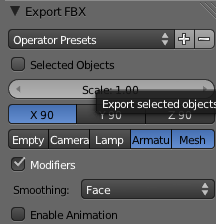 Export FBX
Operator Presets
Selected Objects
Scale: 1.00
Export selected objects
X 90 Y 90 Z 90
Empty Camera Lamp Armatu Mesh
Modifiers
Smoothing: Face
Enable Animation